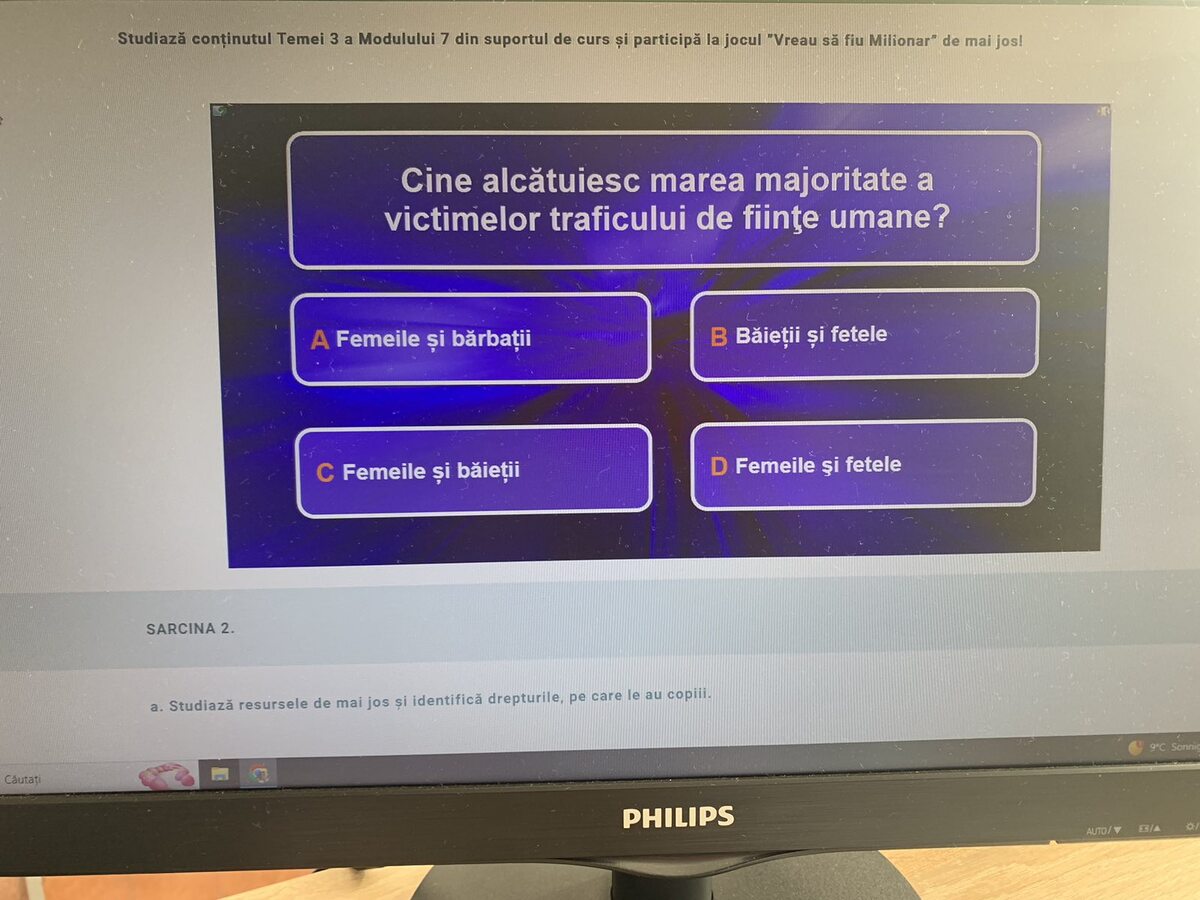 Studiază conținutul Temei 3 a Modulului 7 din suportul de curs și participă la jocul "Vreau să fiu Milionar" de mai jos!
Cine alcătuiesc marea majoritate a
victimelor traficului de fiinţe umane?
A Femeile și bărbații
B Băieții și fetele
C Femeile și băieții
D Femeile şi fetele
SARCINA 2.
a. Studiază resursele de mai jos și identifică drepturile, pe care le au copiii.
Căutați
9°C Sonnig
PHILIPS
AUTO/▼